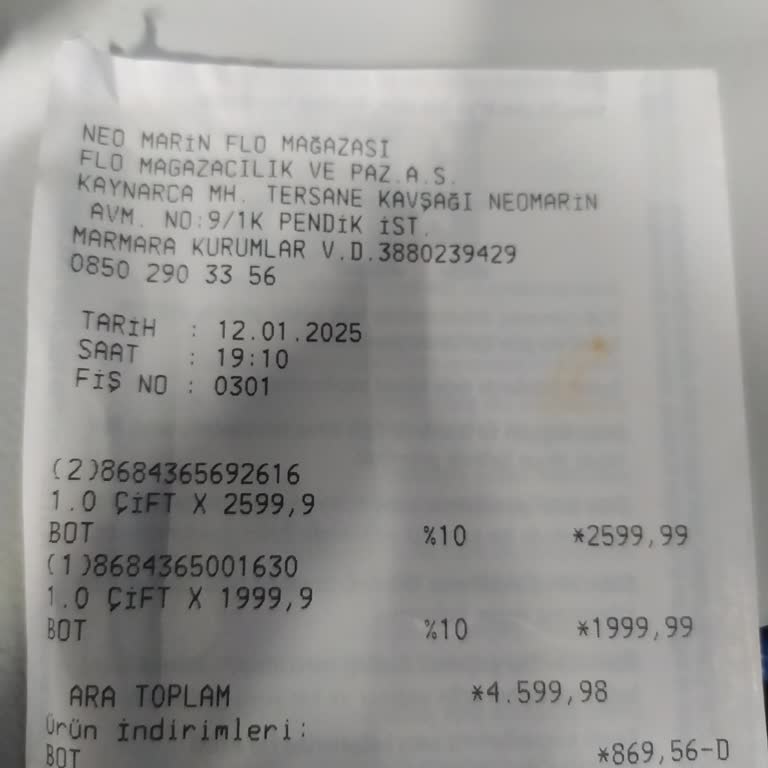 NEO MARİN FLO MAĞAZASI
FLO MAGAZACILIK VE PAZ.A.S.
KAYNARCA MH. TERSANE KAVŞAĞI NEOMARİN
AVM. NO:9/1K PENDİK İST.
MARMARA KURUMLAR V.D.3880239429
0850 290 33 56
TARİH : 12.01.2025
SAAT : 19:10
FİŞ NO : 0301
(2)8684365692616
1.0 ÇİFT X 2599,9
BOT %10 *2599,99
(1)8684365001630
1.0 ÇİFT X 1999,9
BOT %10 *1999,99
ARA TOPLAM *4.599,98
Ürün İndirimleri:
BOT *869,56-D